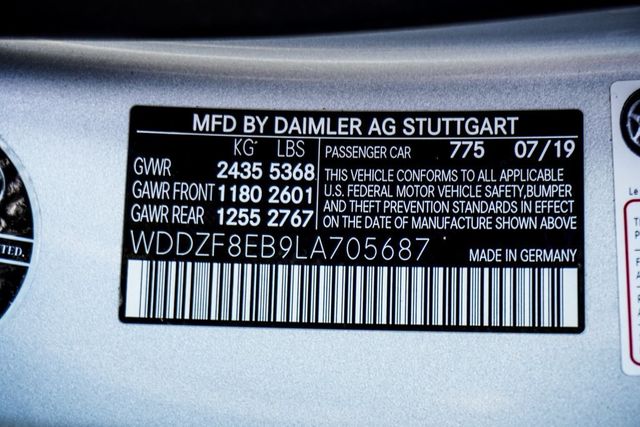 MFD BY DAIMLER AG STUTTGART
KG LBS
GVWR 2435 5368
GAWR FRONT 1180 2601
GAWR REAR 1255 2767
PASSENGER CAR 775 07/19
THIS VEHICLE CONFORMS TO ALL APPLICABLE
U.S. FEDERAL MOTOR VEHICLE SAFETY,BUMPER
AND THEFT PREVENTION STANDARDS IN EFFECT
ON THE DATE OF MANUFACTURE SHOWN ABOVE
WDDZF8EB9LA705687
MADE IN GERMANY